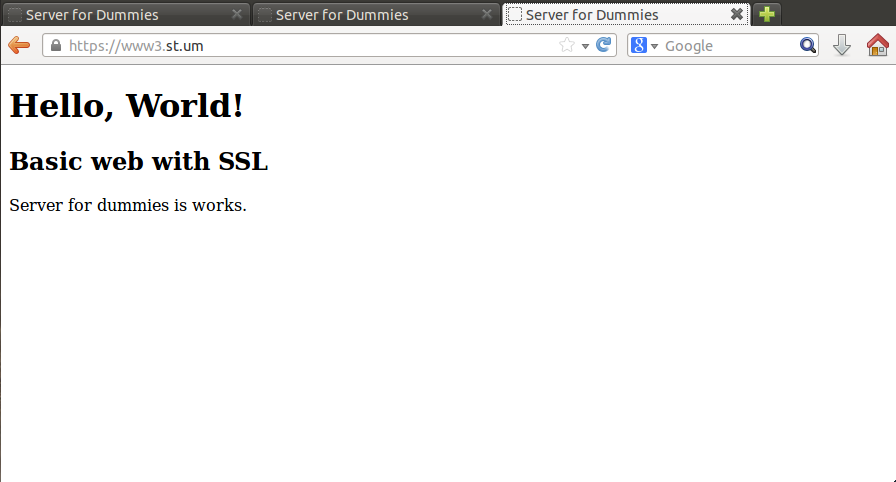 Server for Dummies
Server for Dummies
Server for Dummies
https://www3.st.um
Google
Hello, World!
Basic web with SSL
Server for dummies is works.